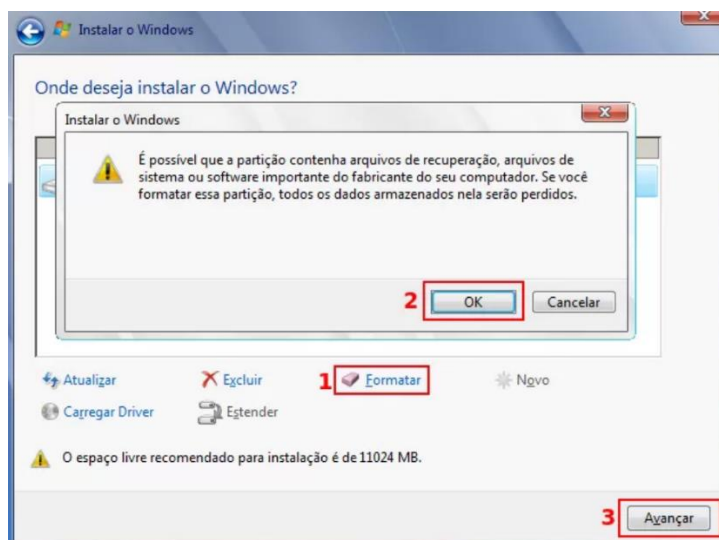 Instalar o Windows
Onde deseja instalar o Windows?
Instalar o Windows
É possível que a partição contenha arquivos de recuperação, arquivos de
sistema ou software importante do fabricante do seu computador. Se você
formatar essa partição, todos os dados armazenados nela serão perdidos.
2 OK Cancelar
Atualizar Excluir 1 Formatar Novo
Carregar Driver Estender
O espaço livre recomendado para instalação é de 11024 MB.
3 Avançar